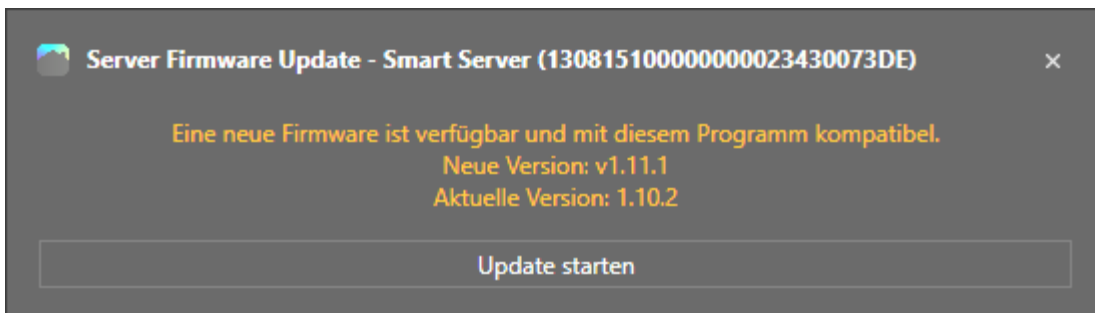 Server Firmware Update - Smart Server (130815100000000023430073DE)
Eine neue Firmware ist verfügbar und mit diesem Programm kompatibel.
Neue Version: v1.11.1
Aktuelle Version: 1.10.2
Update starten